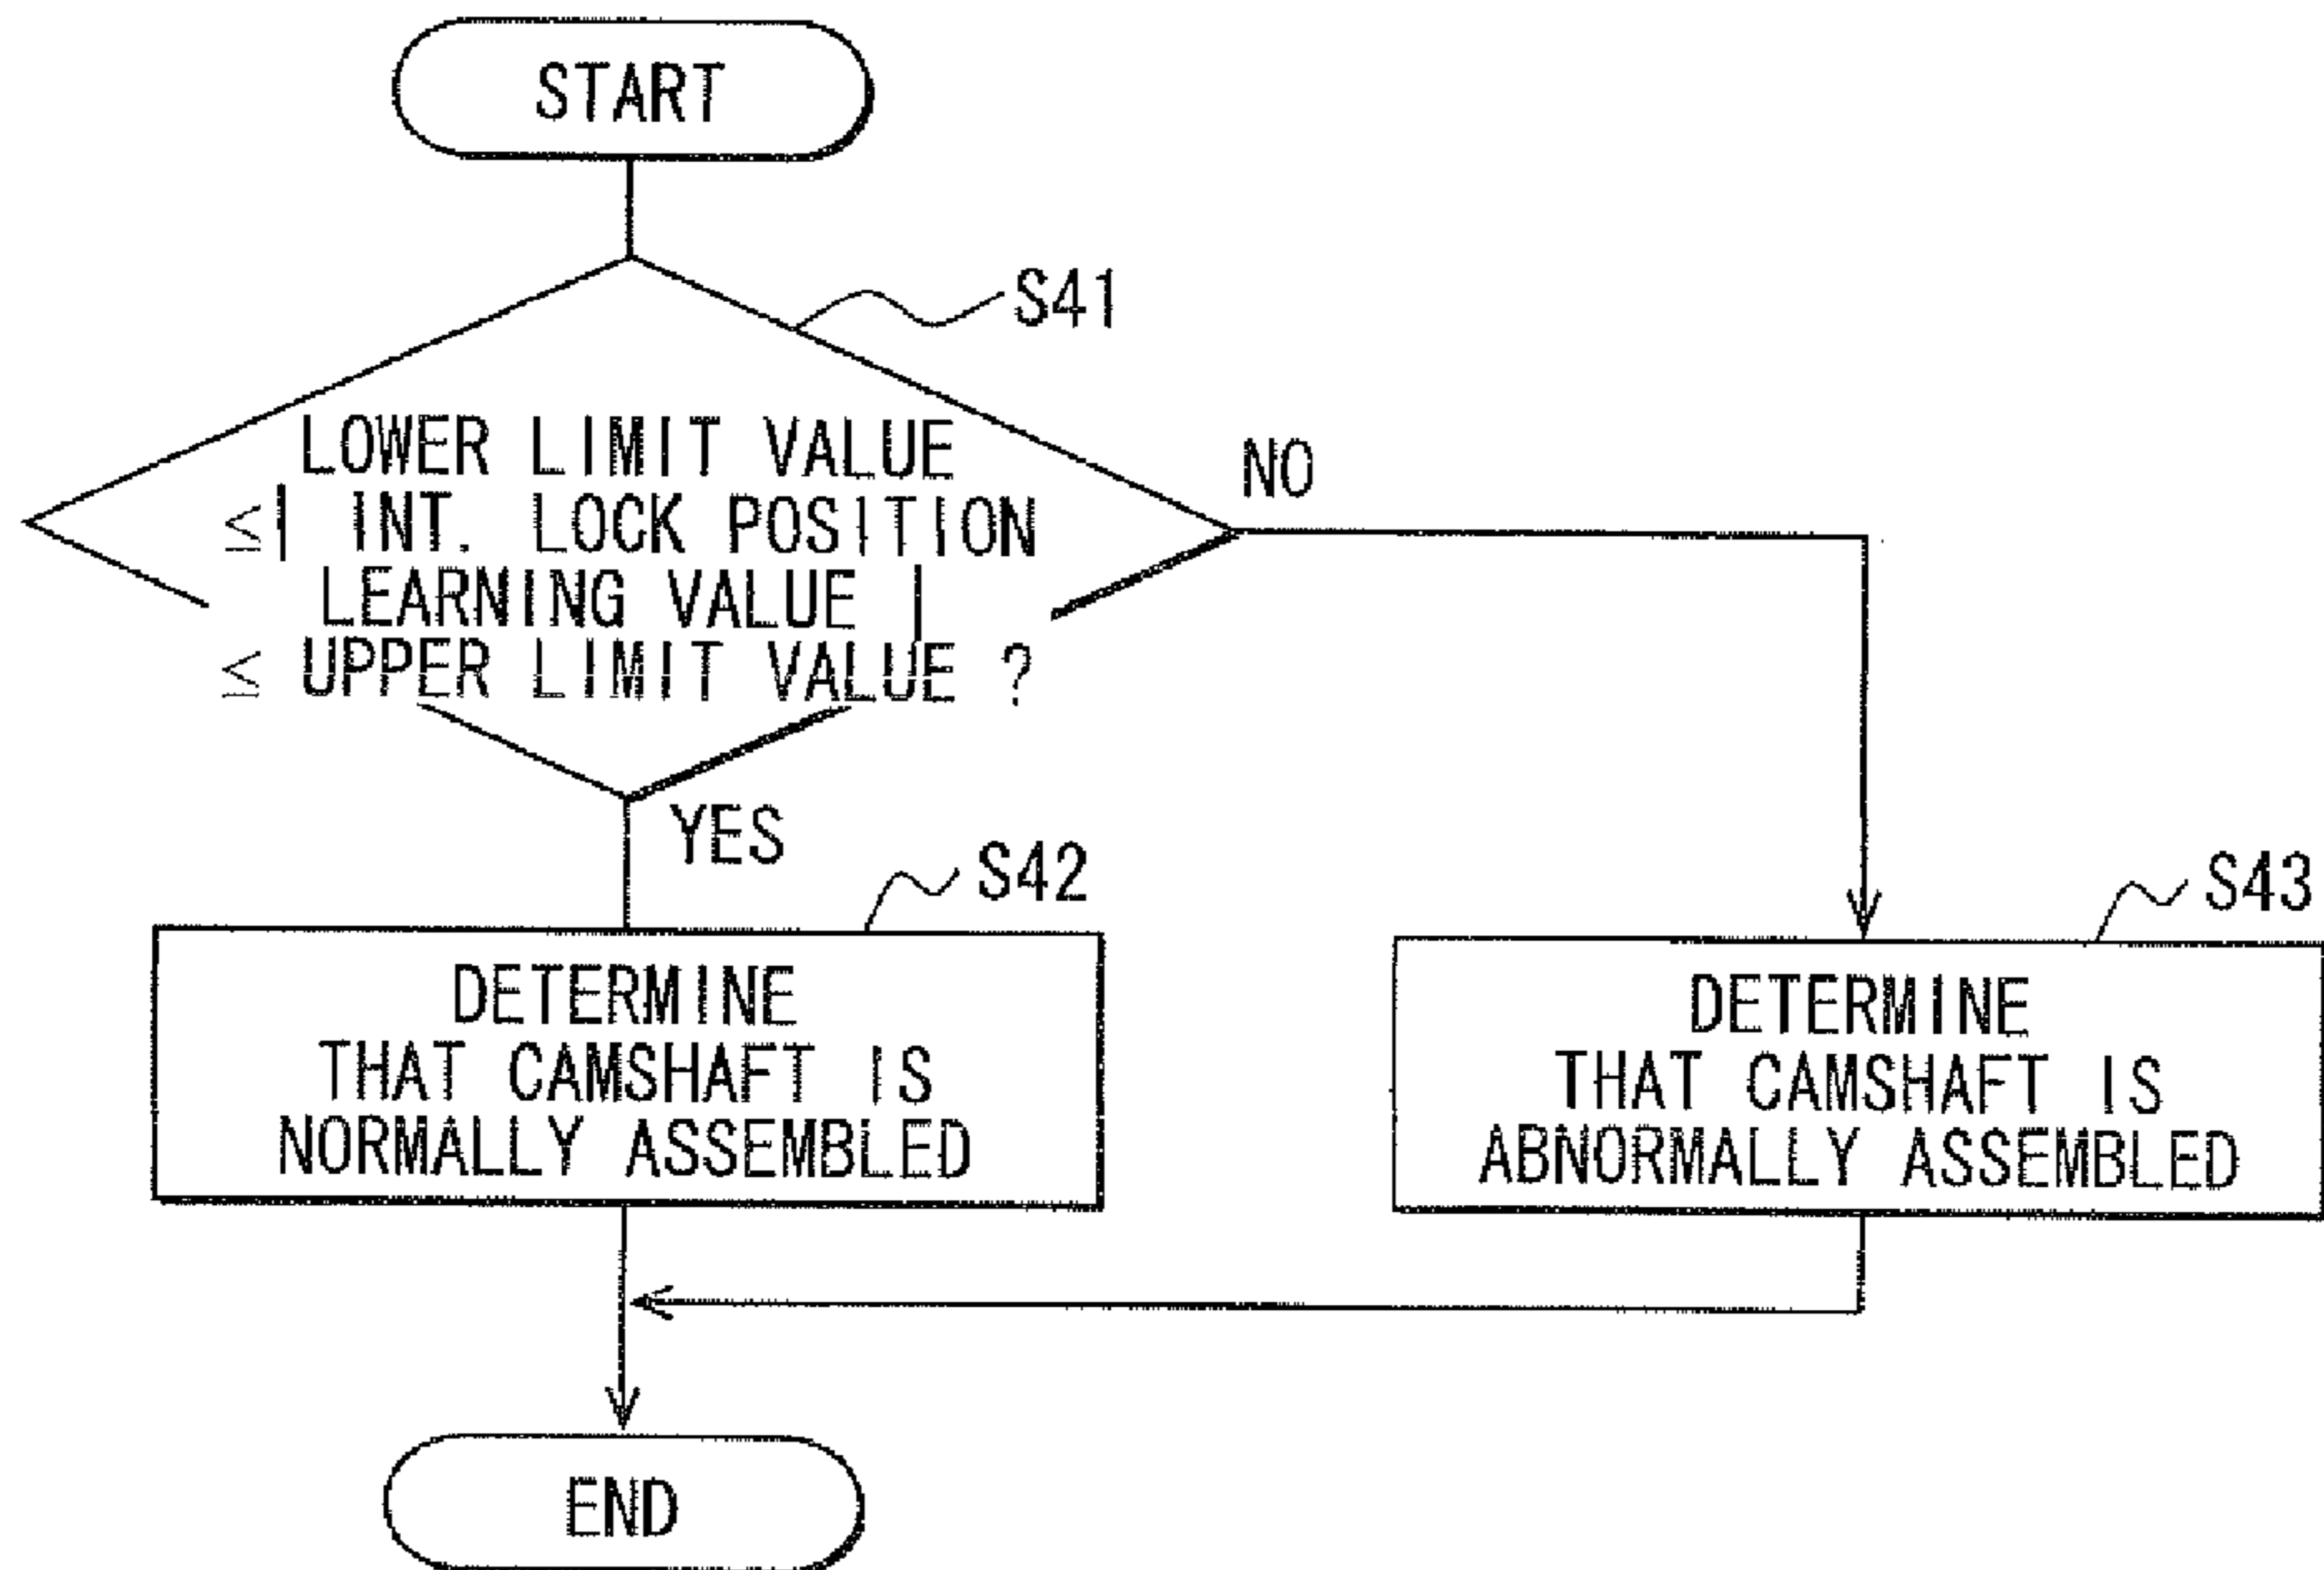 START
S41
LOWER LIMIT VALUE
≤| INT. LOCK POSITION
LEARNING VALUE |
≤ UPPER LIMIT VALUE ?
NO
YES
S42
DETERMINE
THAT CAMSHAFT IS
NORMALLY ASSEMBLED
S43
DETERMINE
THAT CAMSHAFT IS
ABNORMALLY ASSEMBLED
END